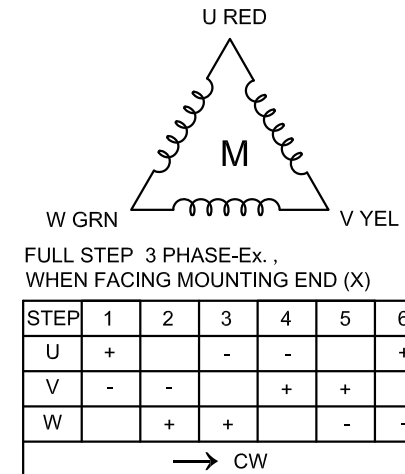 U RED
M
W GRN
V YEL
FULL STEP 3 PHASE-Ex. ,
WHEN FACING MOUNTING END (X)
STEP 1 2 3 4 5 6
U + - - +
V - - + +
W + + - -
→ CW